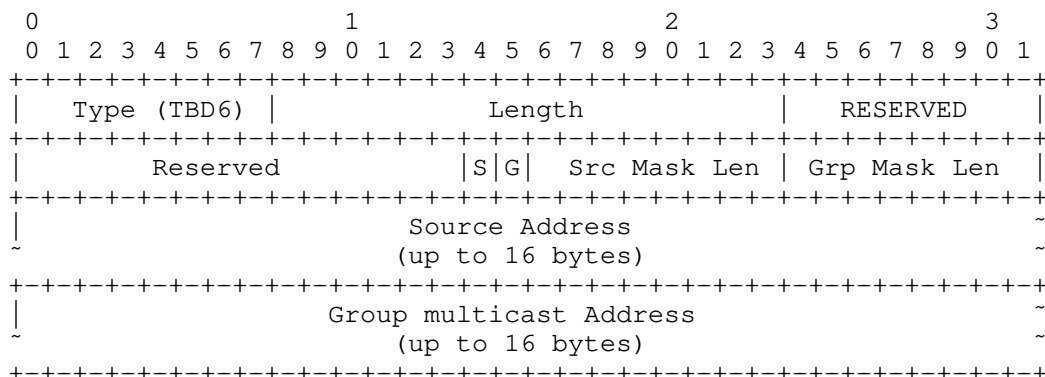 0                   1                   2                   3
 0 1 2 3 4 5 6 7 8 9 0 1 2 3 4 5 6 7 8 9 0 1 2 3 4 5 6 7 8 9 0 1
+-+-+-+-+-+-+-+-+-+-+-+-+-+-+-+-+-+-+-+-+-+-+-+-+-+-+-+-+-+-+-+-+
|  Type (TBD6)  |             Length            |   RESERVED    |
+-+-+-+-+-+-+-+-+-+-+-+-+-+-+-+-+-+-+-+-+-+-+-+-+-+-+-+-+-+-+-+-+
|        Reserved           |S|G|  Src Mask Len | Grp Mask Len  |
+-+-+-+-+-+-+-+-+-+-+-+-+-+-+-+-+-+-+-+-+-+-+-+-+-+-+-+-+-+-+-+-+
|                        Source Address                         ~
~                       (up to 16 bytes)                        ~
+-+-+-+-+-+-+-+-+-+-+-+-+-+-+-+-+-+-+-+-+-+-+-+-+-+-+-+-+-+-+-+-+
|                   Group multicast Address                     ~
~                       (up to 16 bytes)                        ~
+-+-+-+-+-+-+-+-+-+-+-+-+-+-+-+-+-+-+-+-+-+-+-+-+-+-+-+-+-+-+-+-+